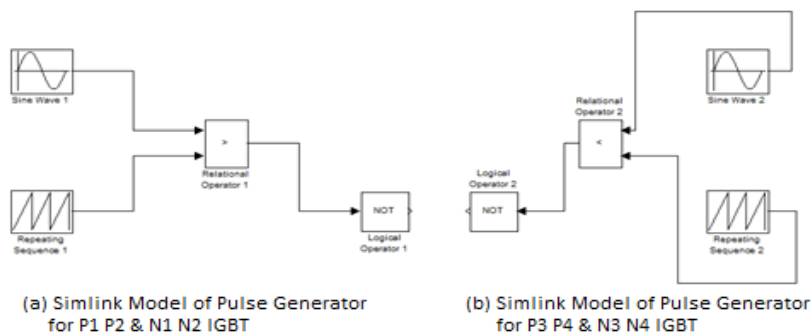 Sine Wave 1
>
Relational
Operator 1
Repeating
Sequence 1
NOT
Logical
Operator 1
(a) Simlink Model of Pulse Generator
for P1 P2 & N1 N2 IGBT
Sine Wave 2
Relational
Operator 2
<
Logical
Operator 2
NOT
Repeating
Sequence 2
(b) Simlink Model of Pulse Generator
for P3 P4 & N3 N4 IGBT